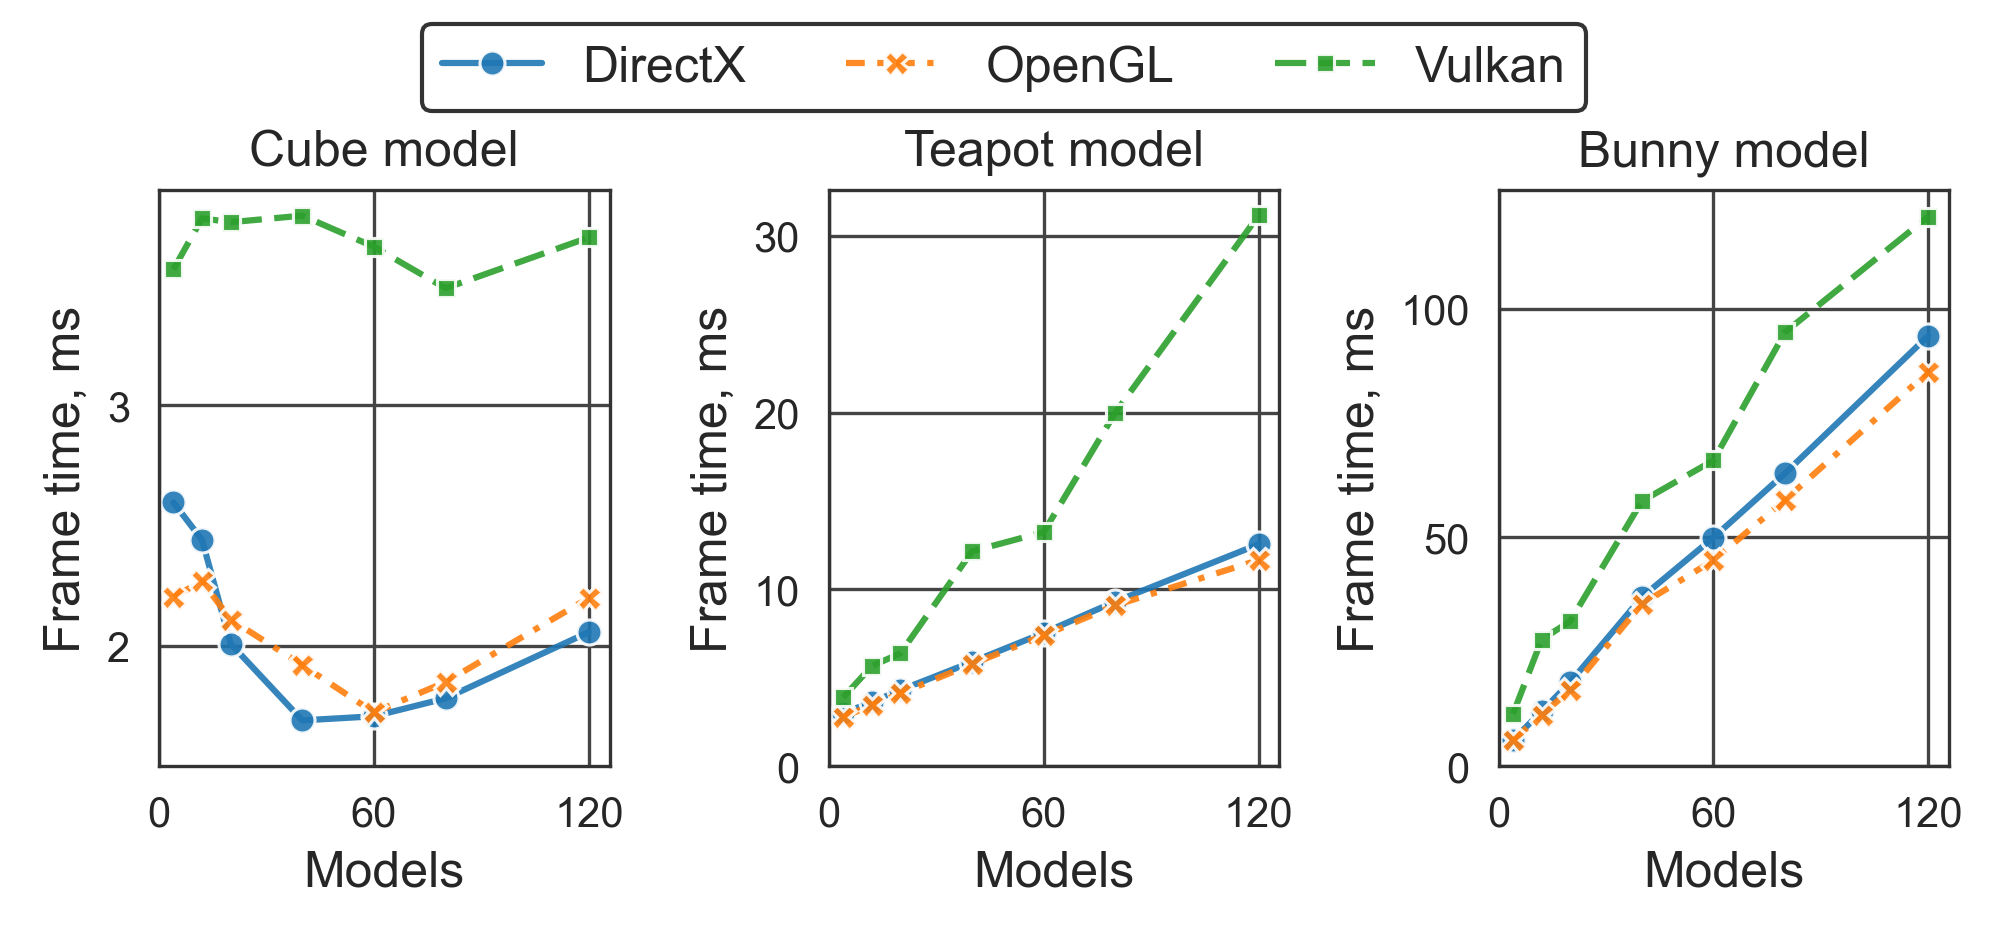 DirectX OpenGL Vulkan
Cube model
Frame time, ms
3
2
0 60 120
Models
Teapot model
Frame time, ms
30
20
10
0
0 60 120
Models
Bunny model
Frame time, ms
100
50
0
0 60 120
Models